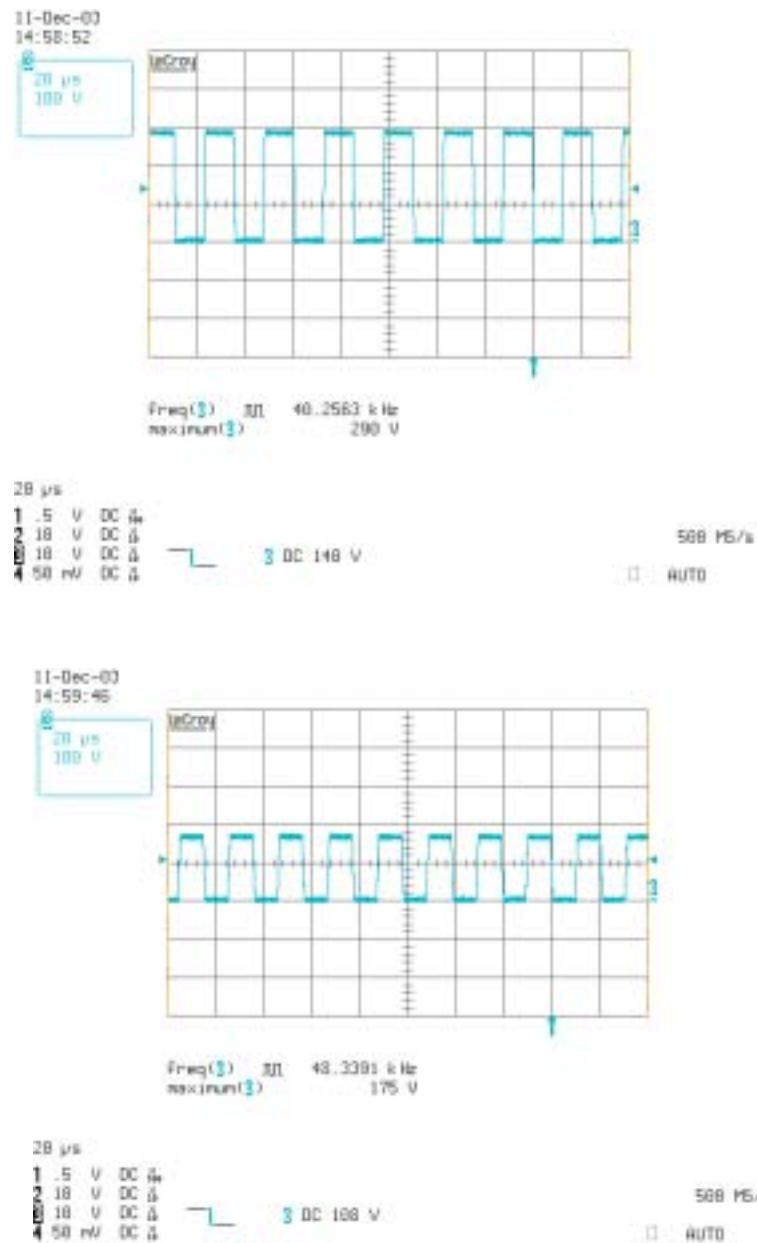 11-Dec-03
14:58:52
20 µs
100 V
LeCroy
3
Freq(3) 40.2563 kHz
maximum(3) 290 V
20 µs
1 .5 V DC
2 10 V DC
3 10 V DC
4 50 mV DC
3 DC 140 V
500 MS/s
AUTO
11-Dec-03
14:59:46
20 µs
100 V
LeCroy
3
Freq(3) 48.3391 kHz
maximum(3) 175 V
20 µs
1 .5 V DC
2 10 V DC
3 10 V DC
4 50 mV DC
3 DC 108 V
500 MS/
AUTO